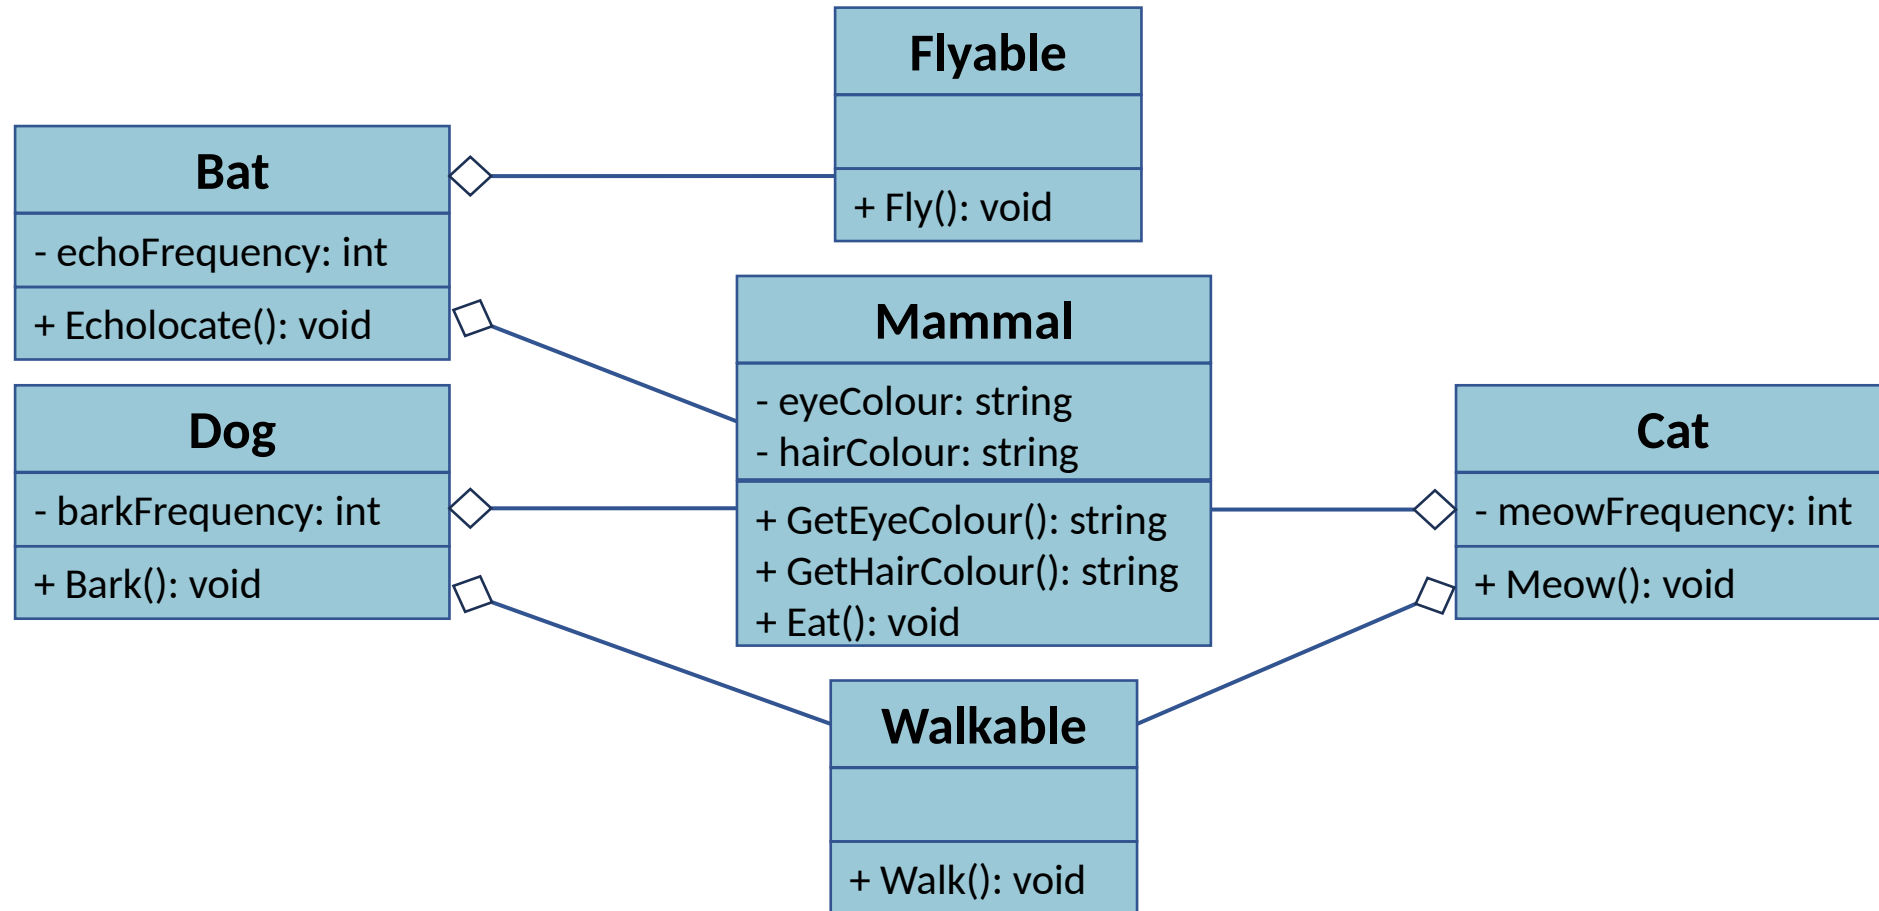 Flyable
+ Fly(): void
Bat
- echoFrequency: int
+ Echolocate(): void
Mammal
- eyeColour: string
- hairColour: string
+ GetEyeColour(): string
+ GetHairColour(): string
+ Eat(): void
Dog
- barkFrequency: int
+ Bark(): void
Cat
- meowFrequency: int
+ Meow(): void
Walkable
+ Walk(): void